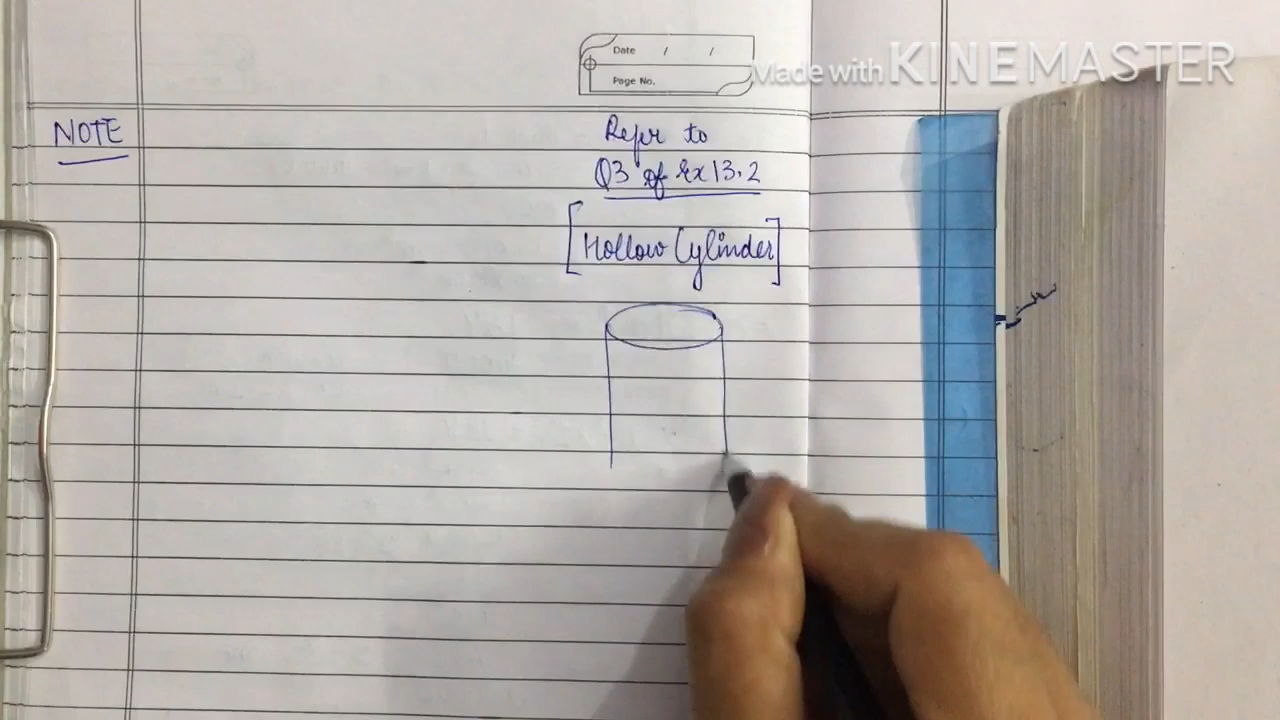 Made with KINEMASTER
Date / /
Page No.
NOTE
Refer to
Q3 of Ex 13.2
[Hollow Cylinder]